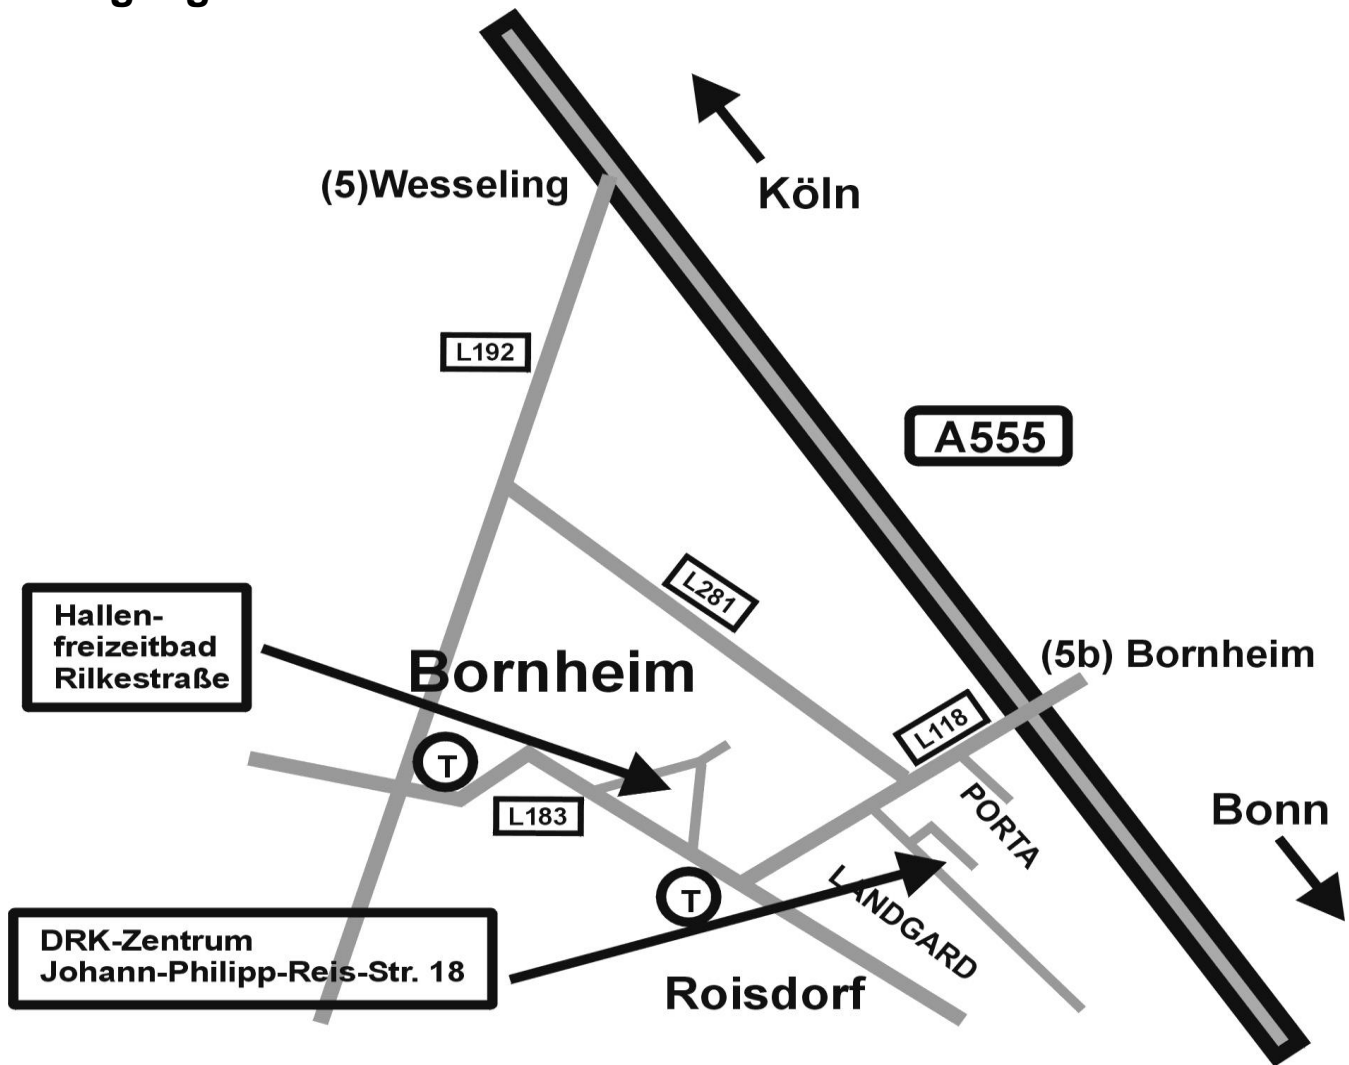 (5)Wesseling
Köln
L192
A555
L281
Hallen-
freizeitbad
Rilkestraße
Bornheim
(5b) Bornheim
L118
T
L183
PORTA
Bonn
T
LANDGARD
DRK-Zentrum
Johann-Philipp-Reis-Str. 18
Roisdorf